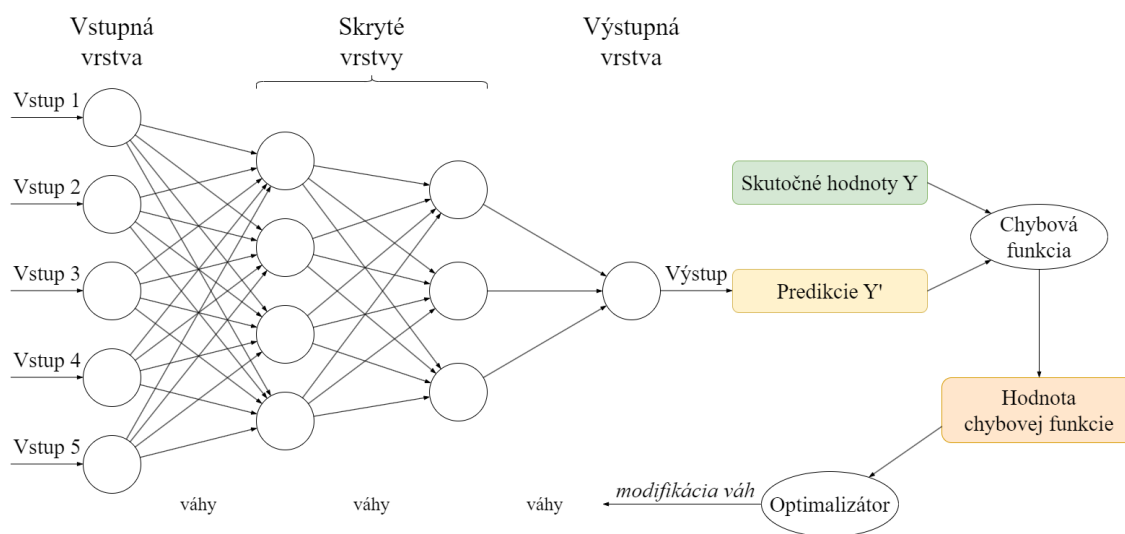 Vstupná
vrstva
Skryté
vrstvy
Výstupná
vrstva
Vstup 1
Vstup 2
Vstup 3
Vstup 4
Vstup 5
Výstup
Skutočné hodnoty Y
Predikcie Y'
Chybová
funkcia
Hodnota
chybovej funkcie
Optimalizátor
modifikácia váh
váhy
váhy
váhy